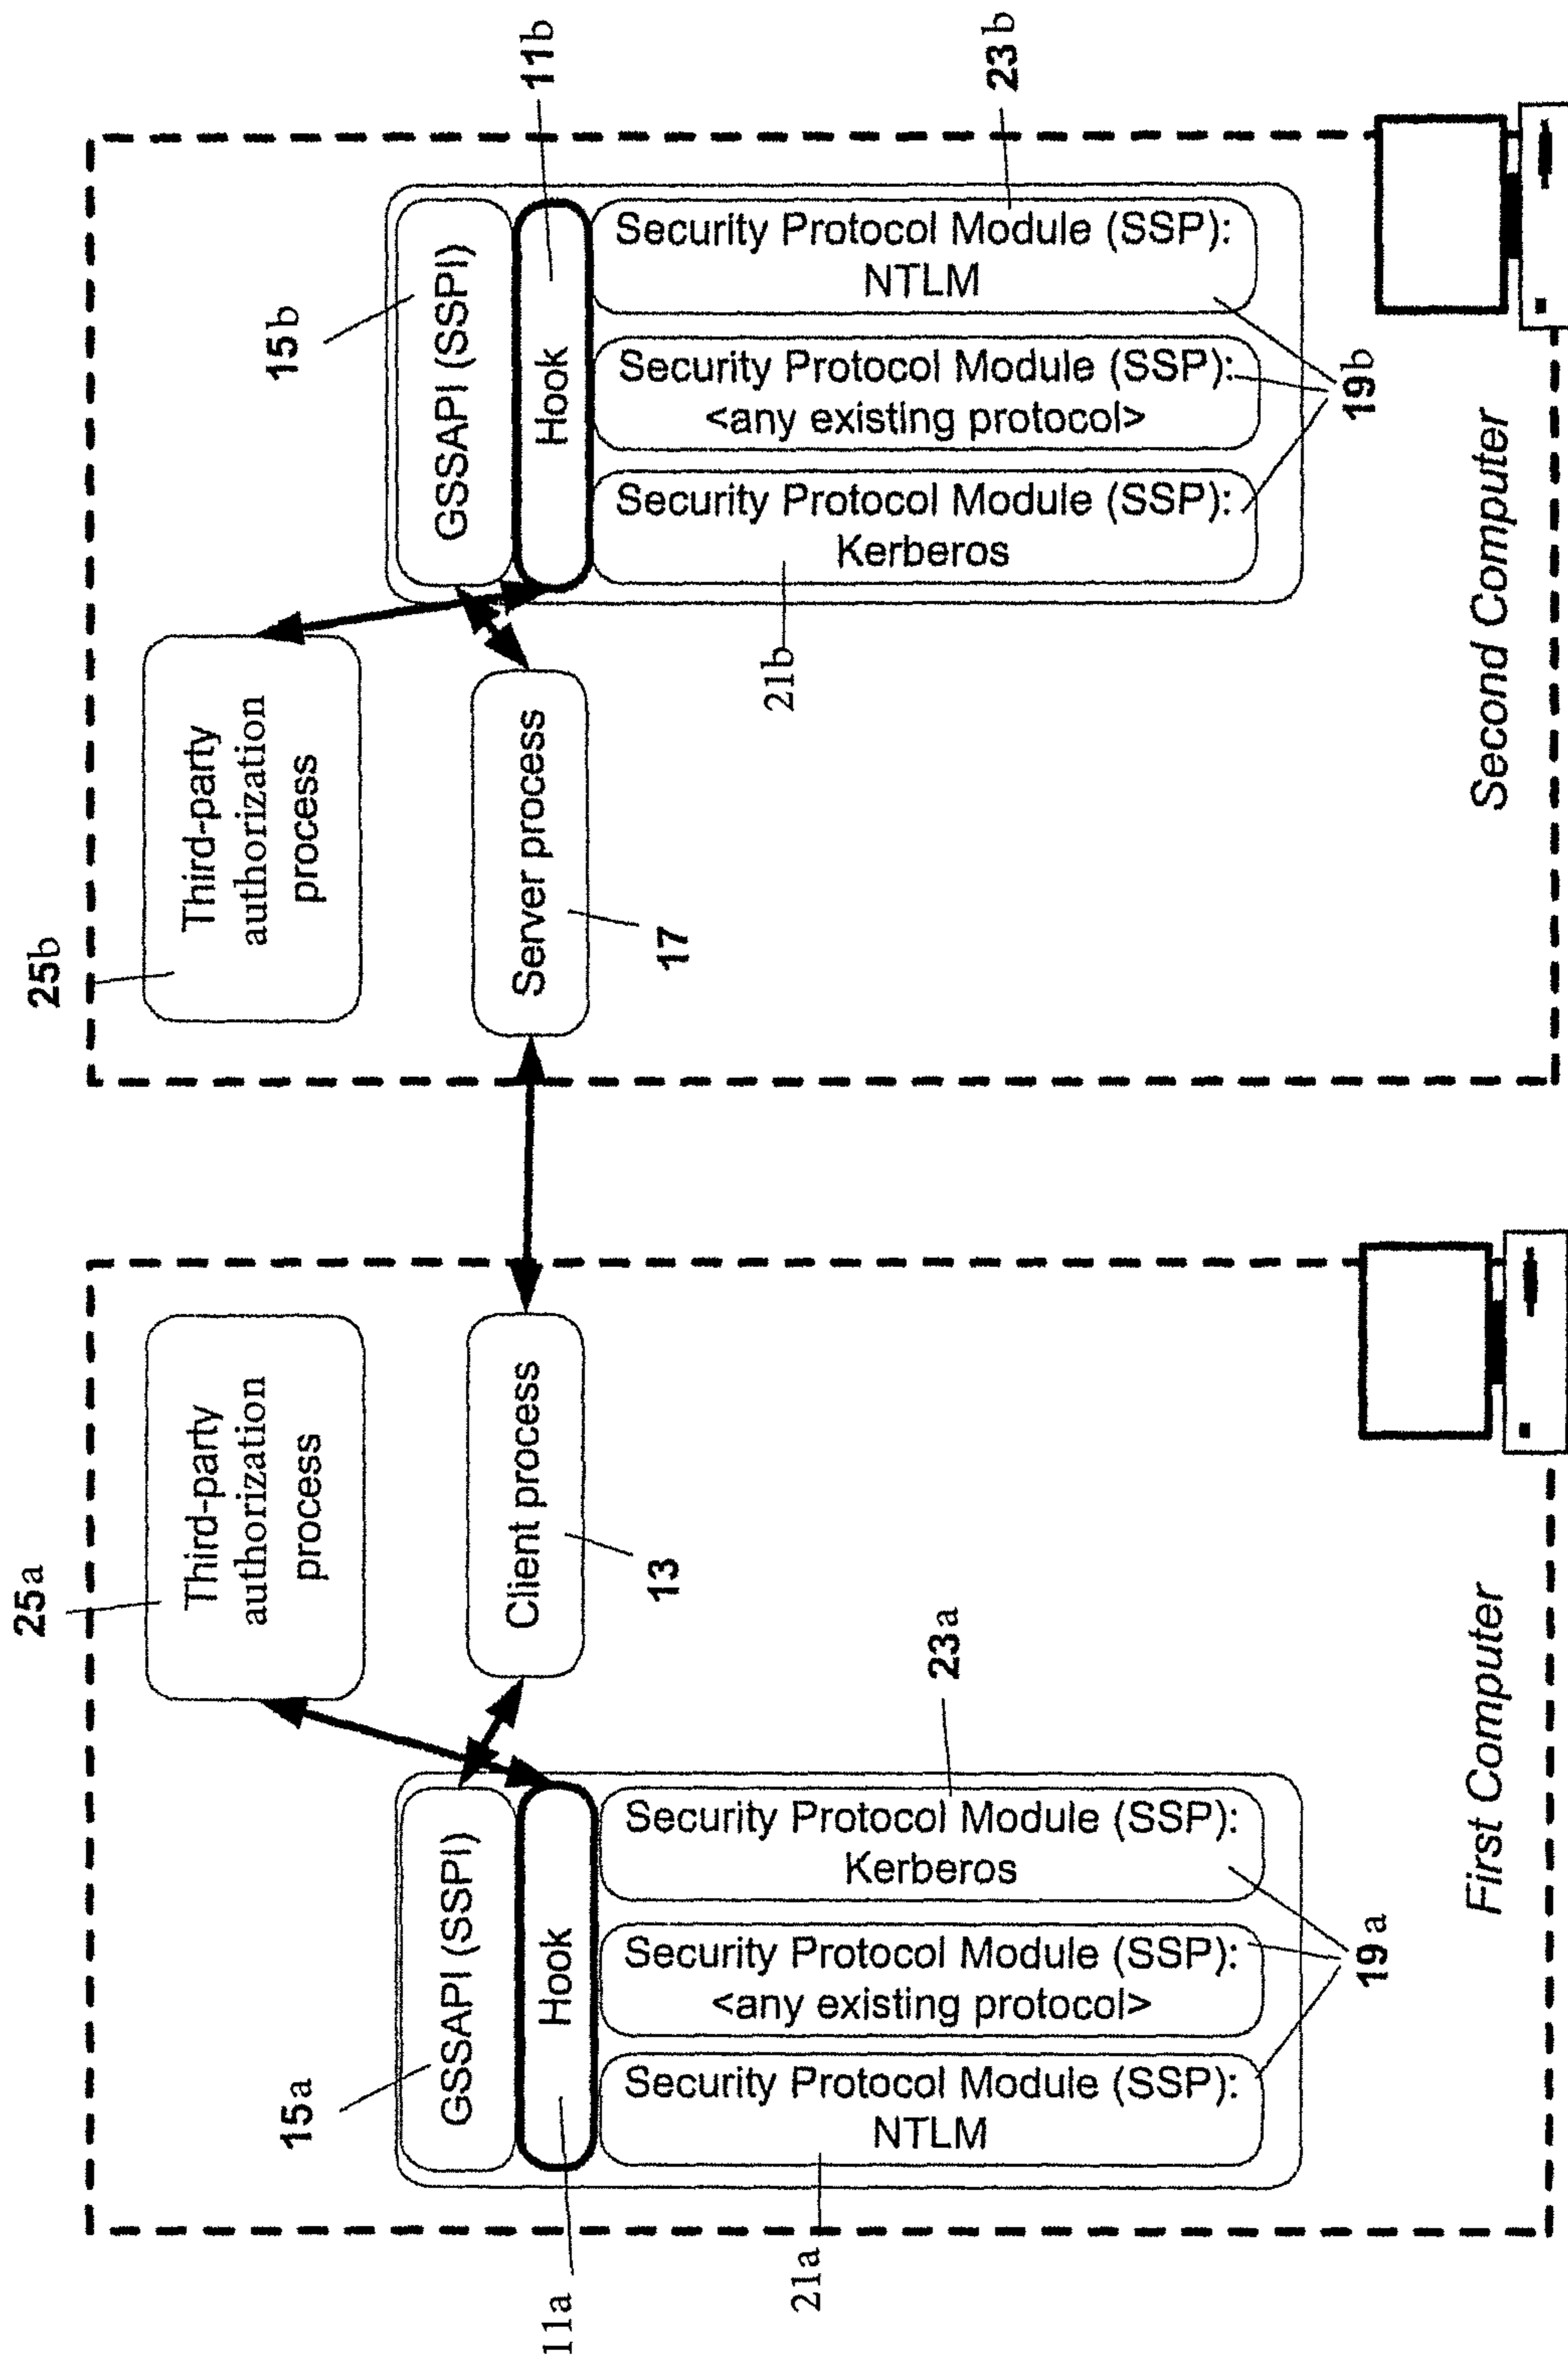 25a
Third-party
authorization
process
15a
GSSAPI (SSPI)
11a
Hook
Client process
13
Security Protocol Module (SSP):
NTLM
Security Protocol Module (SSP):
<any existing protocol>
Security Protocol Module (SSP):
Kerberos
21a
23a
19a
First Computer
25b
Third-party
authorization
process
15b
GSSAPI (SSPI)
11b
Hook
Server process
17
Security Protocol Module (SSP):
Kerberos
Security Protocol Module (SSP):
<any existing protocol>
Security Protocol Module (SSP):
NTLM
21b
23b
19b
Second Computer